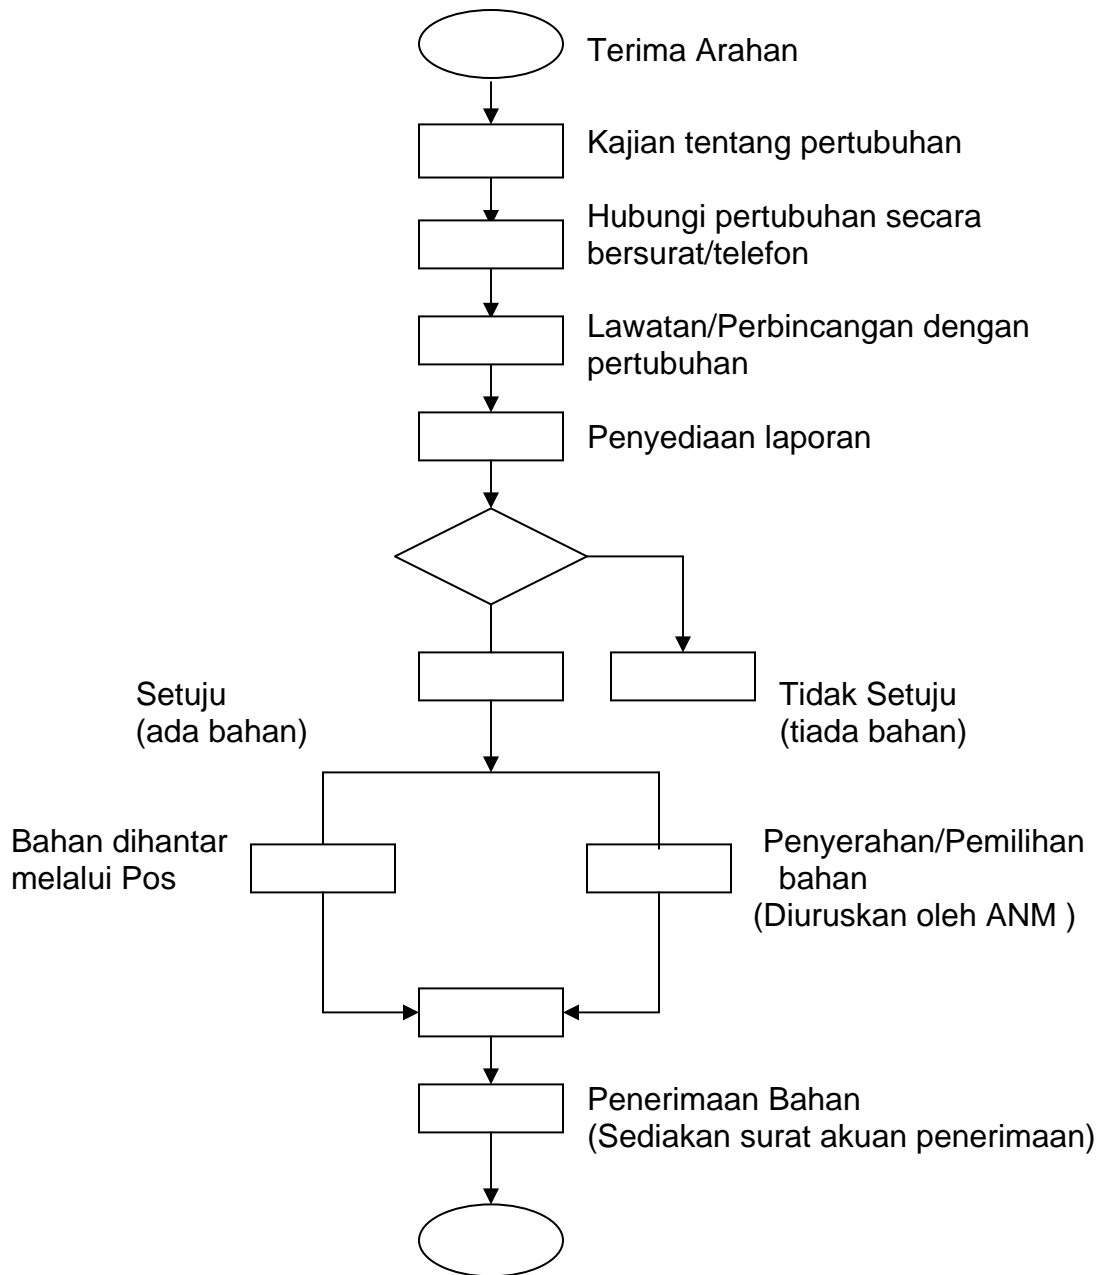 Terima Arahan
Kajian tentang pertubuhan
Hubungi pertubuhan secara
bersurat/telefon
Lawatan/Perbincangan dengan
pertubuhan
Penyediaan laporan
Setuju
(ada bahan)
Tidak Setuju
(tiada bahan)
Bahan dihantar
melalui Pos
Penyerahan/Pemilihan
bahan
(Diuruskan oleh ANM )
Penerimaan Bahan
(Sediakan surat akuan penerimaan)